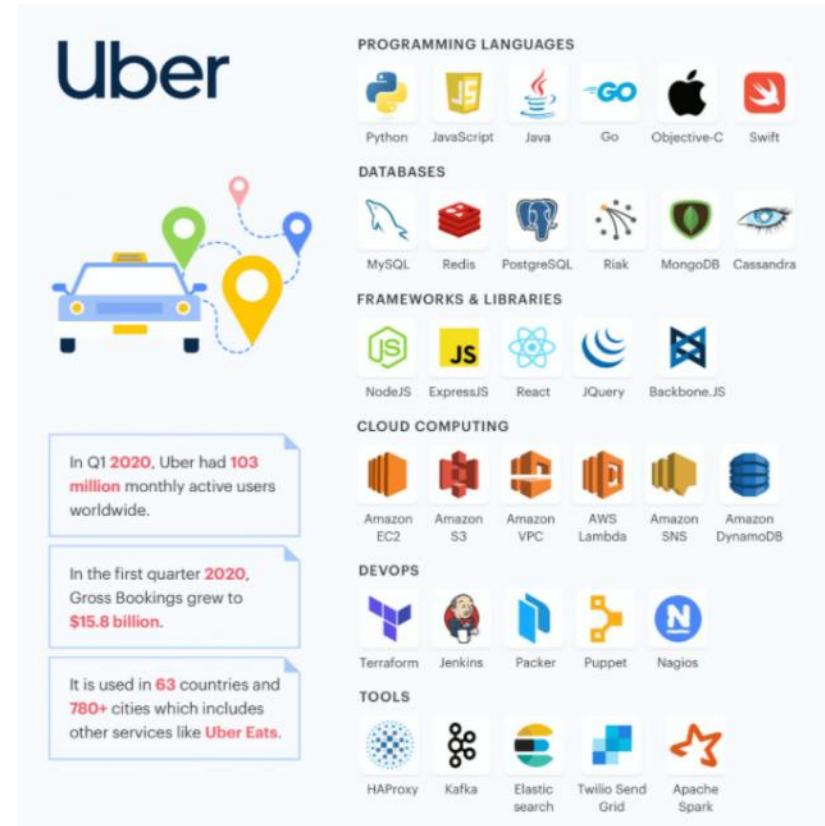 Uber
In Q1 2020, Uber had 103
million monthly active users
worldwide.
In the first quarter 2020,
Gross Bookings grew to
$15.8 billion.
It is used in 63 countries and
780+ cities which includes
other services like Uber Eats.
PROGRAMMING LANGUAGES
JS
GO
Python JavaScript Java Go Objective-C Swift
DATABASES
MySQL Redis PostgreSQL Riak MongoDB Cassandra
FRAMEWORKS & LIBRARIES
JS JS
NodeJS ExpressJS React JQuery Backbone.JS
CLOUD COMPUTING
Amazon Amazon Amazon AWS Amazon Amazon
EC2 S3 VPC Lambda SNS DynamoDB
DEVOPS
N
Terraform Jenkins Packer Puppet Nagios
TOOLS
HAProxy Kafka Elastic Twilio Send Apache
search Grid Spark